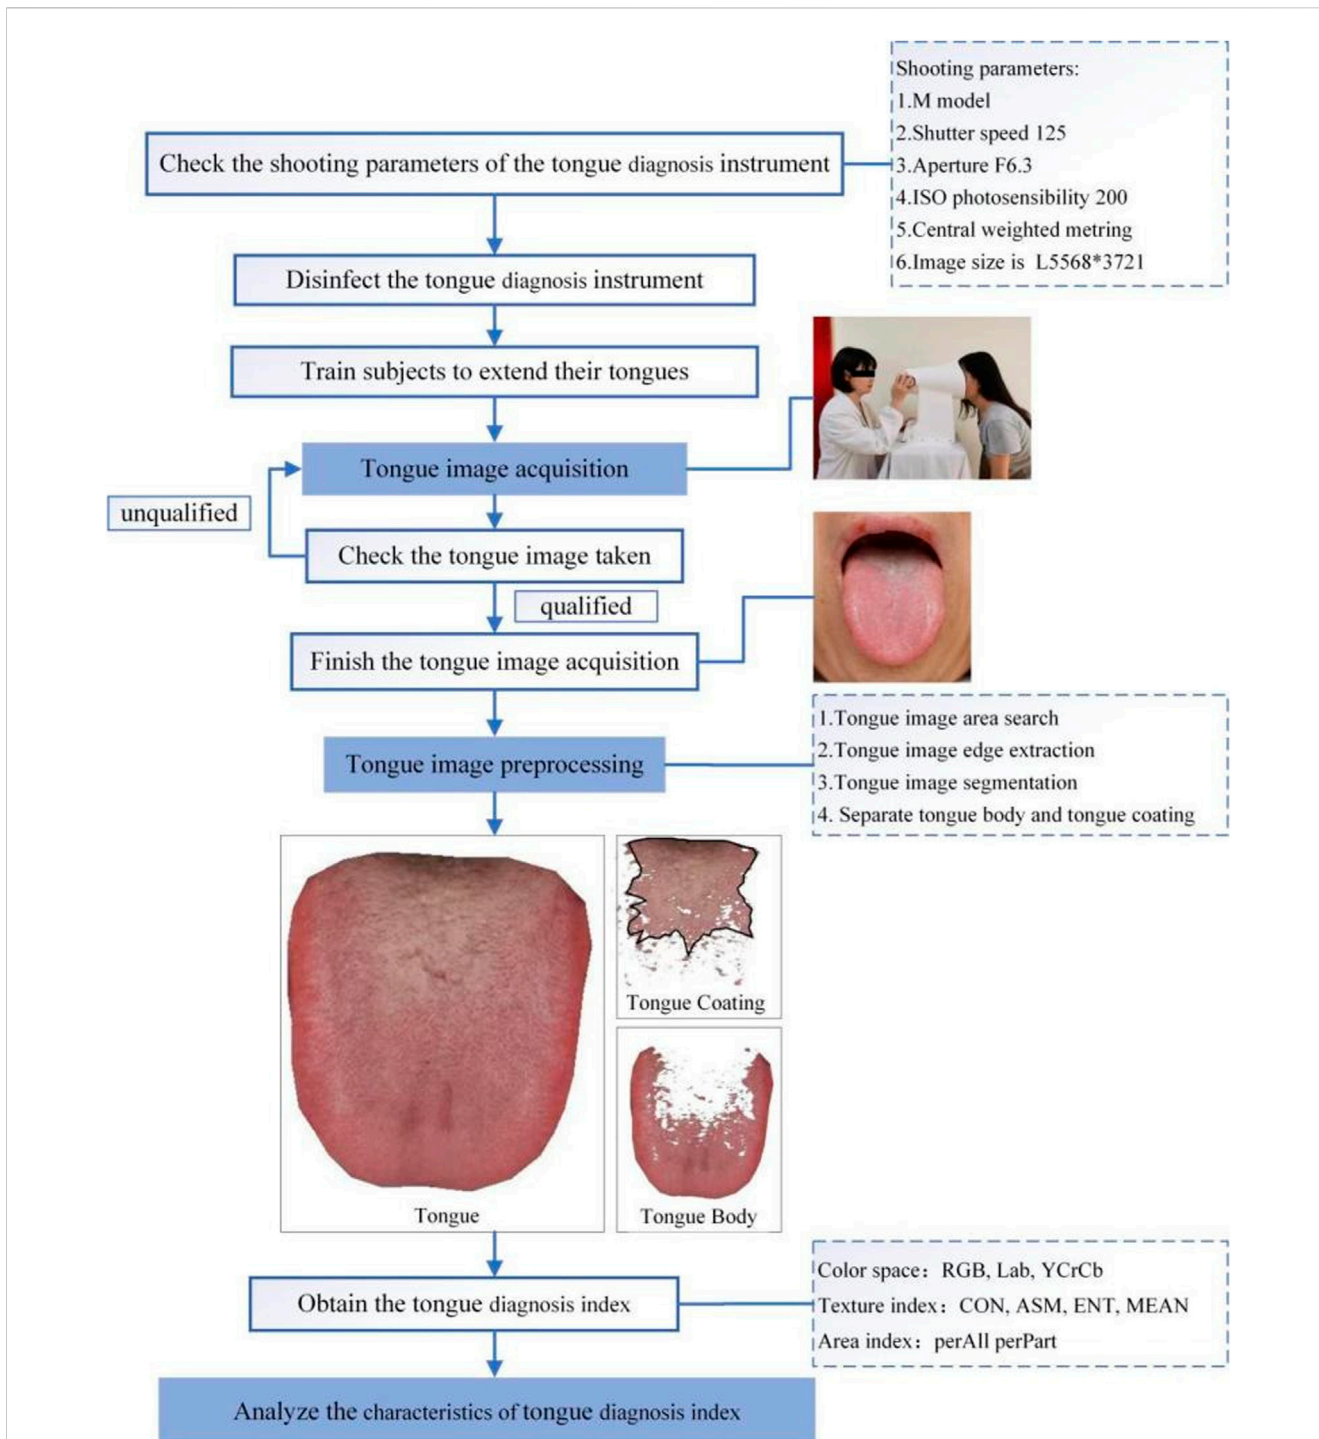 Shooting parameters:
1.M model
2.Shutter speed 125
3.Aperture F6.3
4.ISO photosensibility 200
5.Central weighted metring
6.Image size is L5568*3721
Check the shooting parameters of the tongue diagnosis instrument
Disinfect the tongue diagnosis instrument
Train subjects to extend their tongues
Tongue image acquisition
unqualified
Check the tongue image taken
qualified
Finish the tongue image acquisition
Tongue image preprocessing
1.Tongue image area search
2.Tongue image edge extraction
3.Tongue image segmentation
4. Separate tongue body and tongue coating
Tongue Coating
Tongue
Tongue Body
Obtain the tongue diagnosis index
Color space：RGB, Lab, YCrCb
Texture index：CON, ASM, ENT, MEAN
Area index：perAll perPart
Analyze the characteristics of tongue diagnosis index